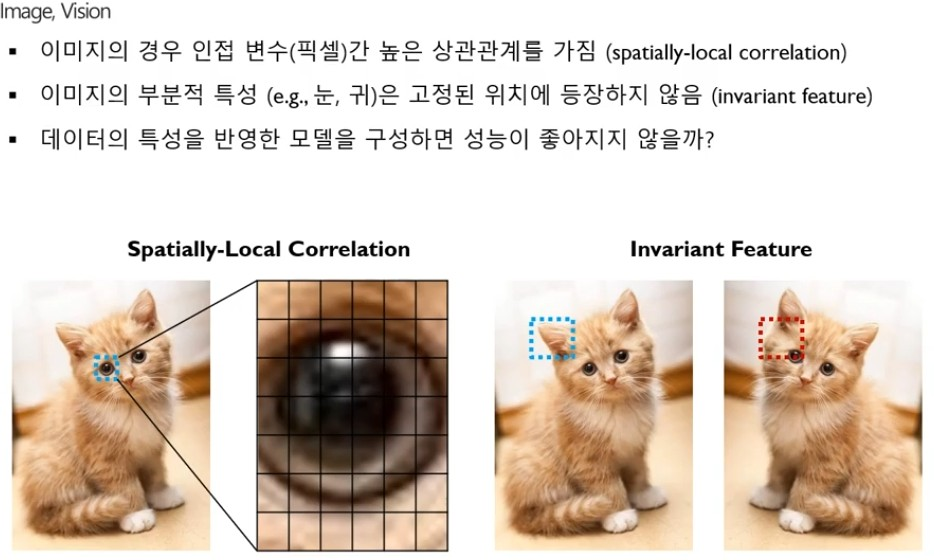 Image, Vision
▪ 이미지의 경우 인접 변수(픽셀)간 높은 상관관계를 가짐 (spatially-local correlation)
▪ 이미지의 부분적 특성 (e.g., 눈, 귀)은 고정된 위치에 등장하지 않음 (invariant feature)
▪ 데이터의 특성을 반영한 모델을 구성하면 성능이 좋아지지 않을까?
Spatially-Local Correlation
Invariant Feature